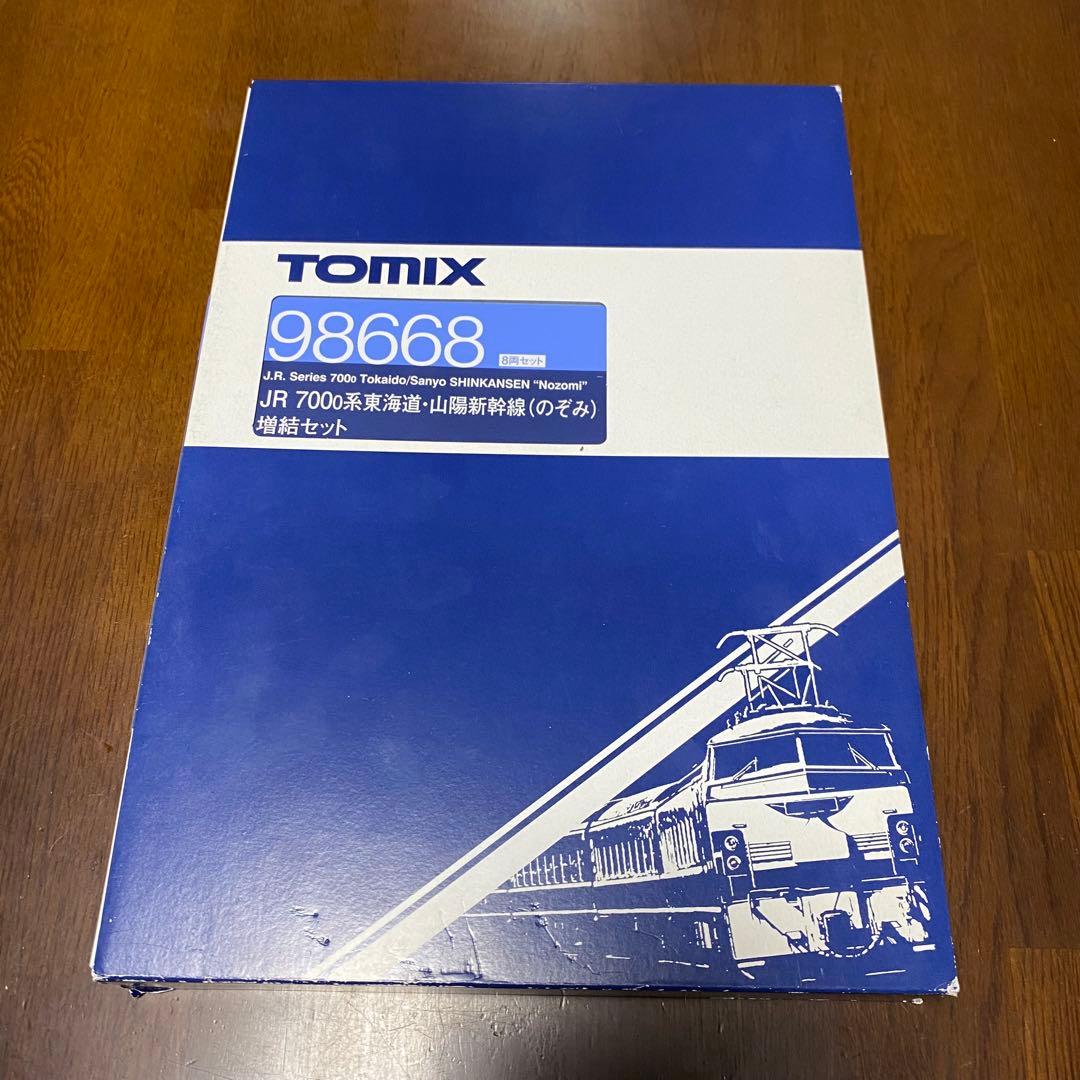 TOMIX
98668 8両セット
J.R. Series 7000 Tokaido/Sanyo SHINKANSEN "Nozomi"
JR 7000系東海道・山陽新幹線(のぞみ)
増結セット